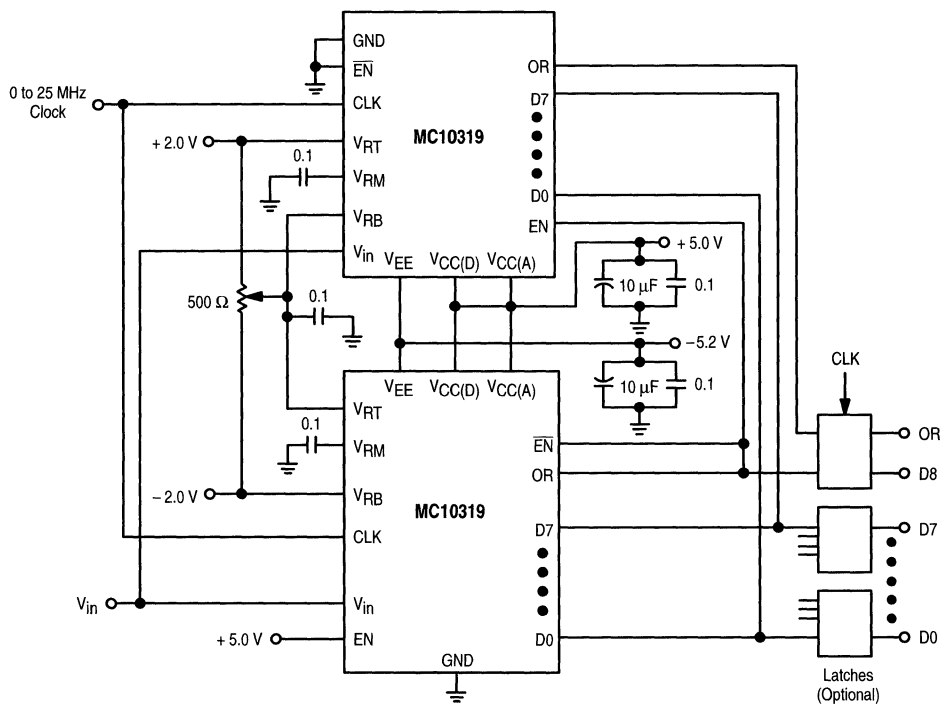 GND
EN
OR
0 to 25 MHz
Clock
CLK
D7
+ 2.0 V
VRT
MC10319
0.1
VRM
VRB
D0
EN
Vin
VEE
VCC(D)
VCC(A)
+ 5.0 V
10 μF
0.1
500 Ω
0.1
– 5.2 V
CLK
VEE
VCC(D)
VCC(A)
10 μF
0.1
VRT
0.1
VRM
EN
OR
OR
D8
– 2.0 V
VRB
MC10319
CLK
D7
D7
Vin
Vin
+ 5.0 V
EN
D0
D0
GND
Latches
(Optional)